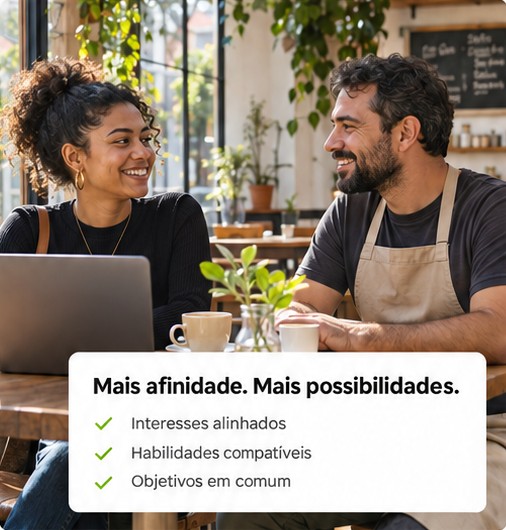 Mais afinidade. Mais possibilidades.
Interesses alinhados
Habilidades compatíveis
Objetivos em comum